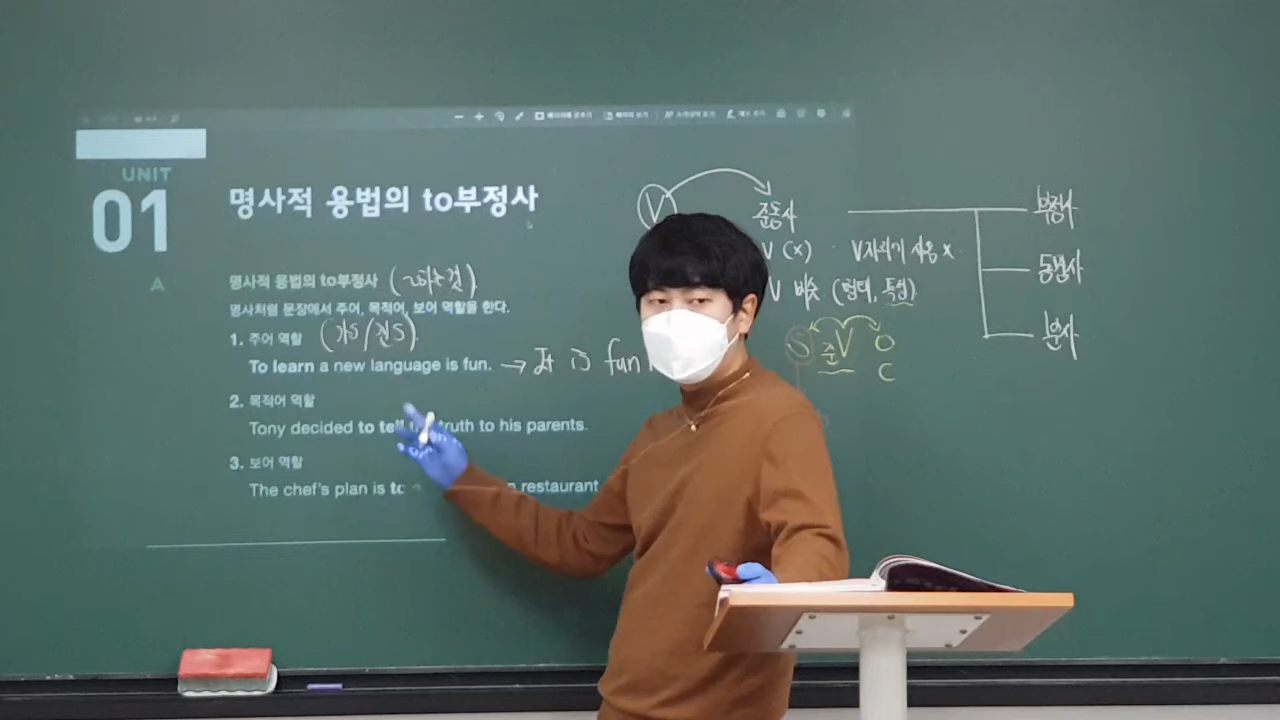 UNIT
01
명사적 용법의 to부정사
A
명사적 용법의 to부정사 (~하는 것)
명사처럼 문장에서 주어, 목적어, 보어 역할을 한다.
1. 주어 역할 (가S/진S)
To learn a new language is fun. → It is fun
2. 목적어 역할
Tony decided to tell truth to his parents.
3. 보어 역할
The chef's plan is to restaurant
V
준동사
V (×) · V자리에 사용 ×
V 비슷 (형태, 특성)
S 준V O
C
부정사
동명사
분사